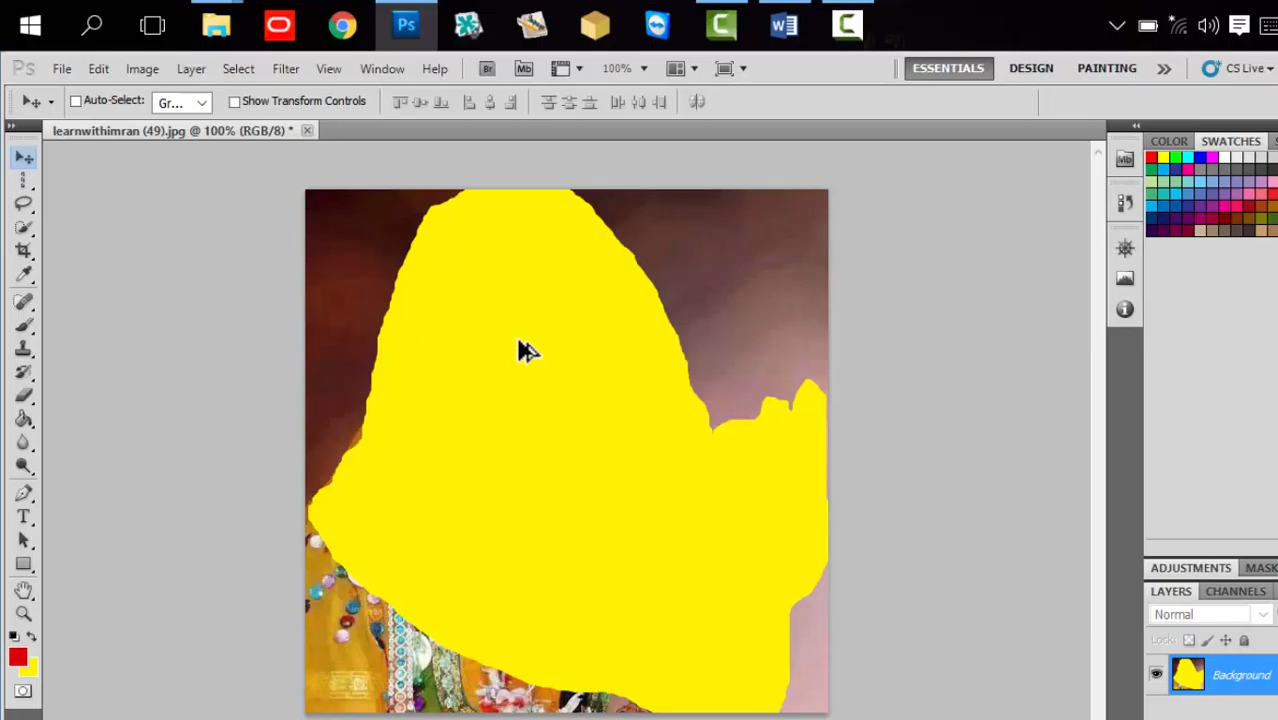 Ps
Ps File Edit Image Layer Select Filter View Window Help Br Mb 100% ESSENTIALS DESIGN PAINTING CS Live
Auto-Select: Gr... Show Transform Controls
learnwithimran (49).jpg @ 100% (RGB/8) *
COLOR SWATCHES
Mb
T
ADJUSTMENTS MASK
LAYERS CHANNELS
Normal
Lock:
Background